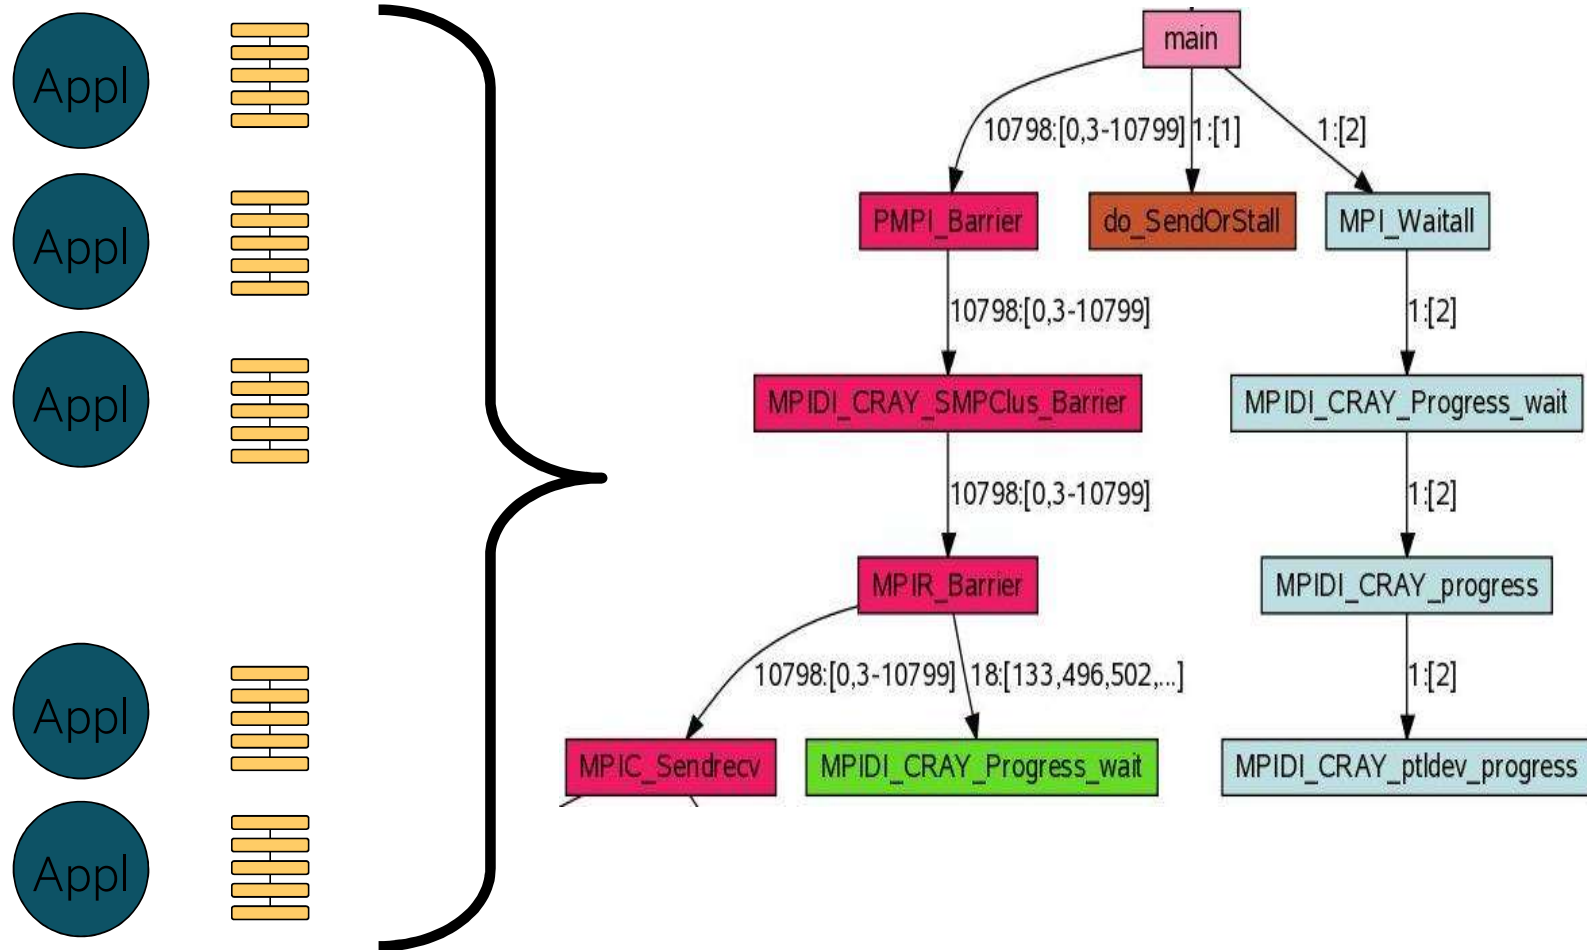 Appl
Appl
Appl
Appl
Appl
main
10798:[0,3-10799]
1:[1]
1:[2]
PMPI_Barrier
do_SendOrStall
MPI_Waitall
10798:[0,3-10799]
1:[2]
MPIDI_CRAY_SMPClus_Barrier
MPIDI_CRAY_Progress_wait
10798:[0,3-10799]
1:[2]
MPIR_Barrier
MPIDI_CRAY_progress
10798:[0,3-10799]
18:[133,496,502,...]
1:[2]
MPIC_Sendrecv
MPIDI_CRAY_Progress_wait
MPIDI_CRAY_ptldev_progress